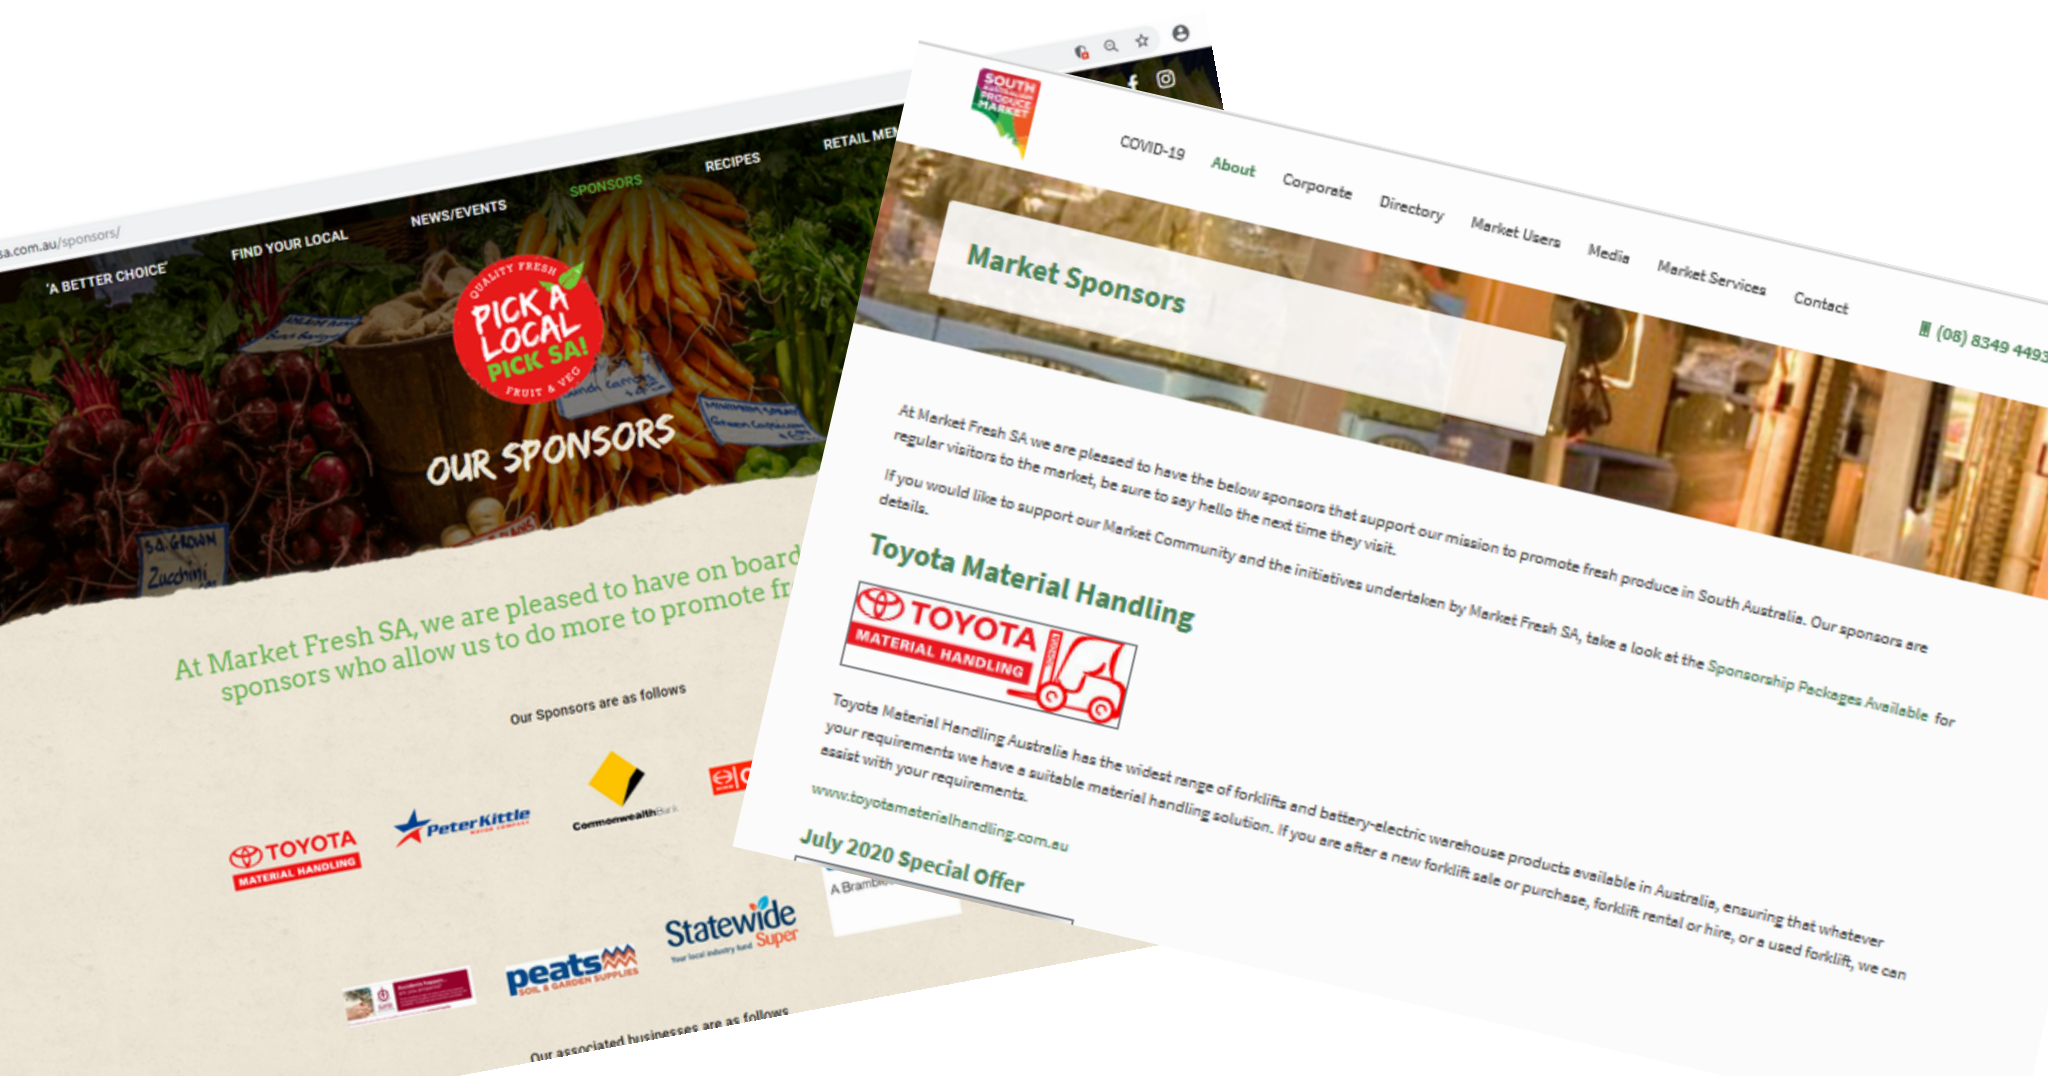 sa.com.au/sponsors/
'A BETTER CHOICE'
FIND YOUR LOCAL
NEWS/EVENTS
SPONSORS
RECIPES
RETAIL MEM
QUALITY FRESH
PICK A
LOCAL
PICK SA!
FRUIT & VEG
OUR SPONSORS
S.A. GROWN
Zucchini
At Market Fresh SA, we are pleased to have on board
sponsors who allow us to do more to promote fr
Our Sponsors are as follows
TOYOTA
MATERIAL HANDLING
Peter Kittle
MOTOR COMPANY
CommonwealthBank
peats
SOIL & GARDEN SUPPLIES
Statewide
Super
Your local industry fund
A Bramble
Our associated businesses are as follows
SOUTH
AUSTRALIAN
PRODUCE
MARKET
COVID-19
About
Corporate
Directory
Market Users
Media
Market Services
Contact
(08) 8349 4493
Market Sponsors
At Market Fresh SA we are pleased to have the below sponsors that support our mission to promote fresh produce in South Australia. Our sponsors are
regular visitors to the market, be sure to say hello the next time they visit.
If you would like to support our Market Community and the initiatives undertaken by Market Fresh SA, take a look at the Sponsorship Packages Available for
details.
Toyota Material Handling
TOYOTA
MATERIAL HANDLING
Toyota Material Handling Australia has the widest range of forklifts and battery-electric warehouse products available in Australia, ensuring that whatever
your requirements we have a suitable material handling solution. If you are after a new forklift sale or purchase, forklift rental or hire, or a used forklift, we can
assist with your requirements.
www.toyotamaterialhandling.com.au
July 2020 Special Offer